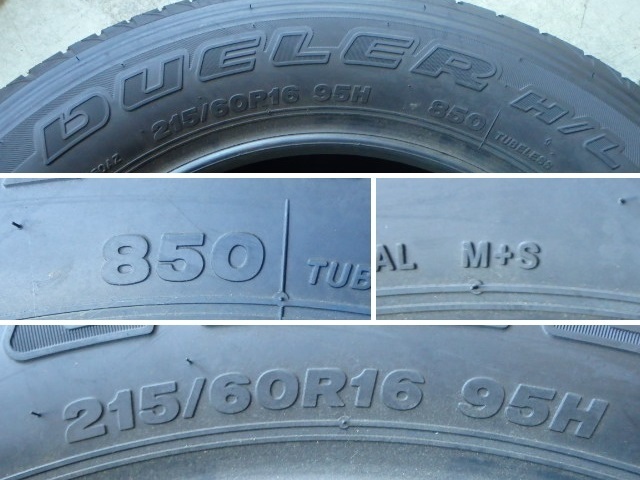 DUELER H/L
215/60R16 95H 850 TUBELESS
850 TUB
AL M+S
215/60R16 95H